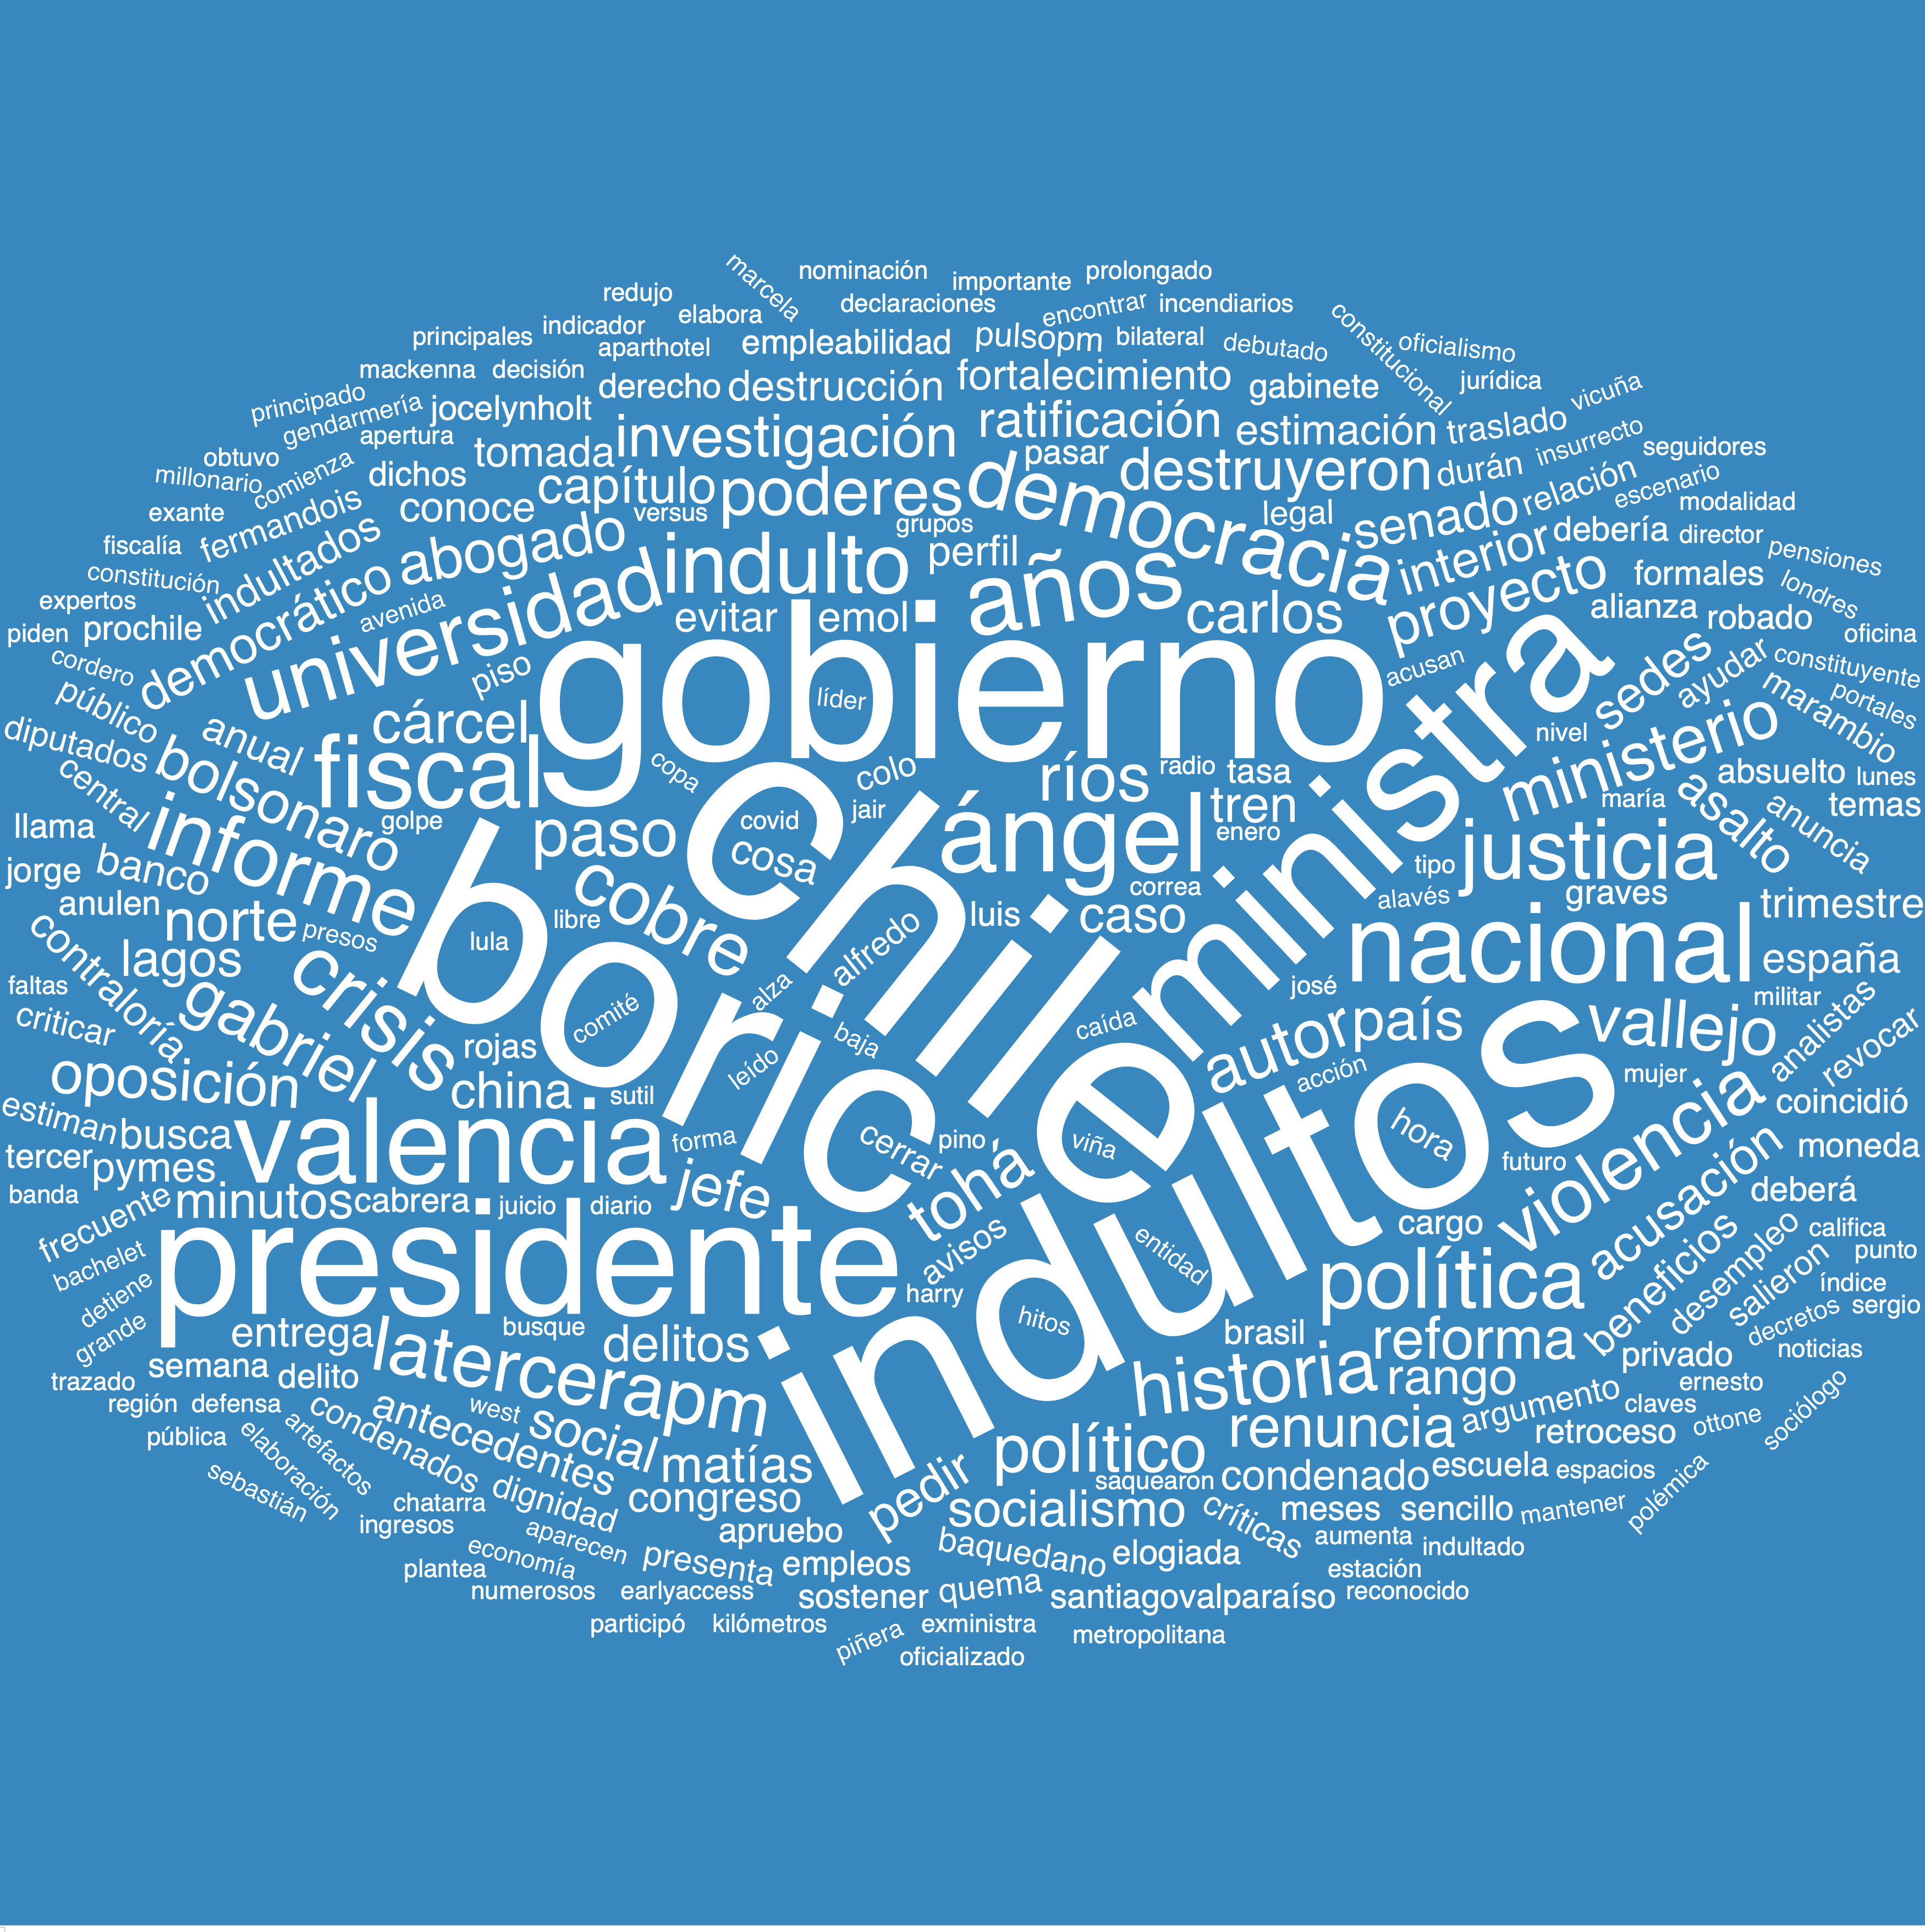 marcela
nominación
importante
prolongado
redujo
elabora
declaraciones
encontrar
incendiarios
principales
indicador
aparthotel
empleabilidad
pulsopm
bilateral
debutado
constitucional
oficialismo
mackenna
decisión
derecho
destrucción
fortalecimiento
gabinete
jurídica
vicuña
principado
gendarmería
jocelynholt
apertura
investigación
ratificación
estimación
traslado
insurrecto
seguidores
obtuvo
millonario
comienza
dichos
tomada
pasar
destruyeron
durán
relación
escenario
exante
fermandois
conoce
capítulo
versus
poderes
grupos
democracia
legal
senado
modalidad
fiscalía
indultados
abogado
indulto
perfil
años
interior
debería
director
pensiones
constitución
democrático
avenida
universidad
evitar
emol
carlos
proyecto
formales
londres
expertos
piden
prochile
piso
gobierno
acusan
alianza
robado
oficina
cordero
público
cárcel
líder
ministra
nivel
sedes
ayudar
constituyente
portales
marambio
diputados
anual
bolsonaro
fiscal
copa
chile
colo
jair
ríos
radio
tasa
ministerio
absuelto
lunes
central
informe
golpe
paso
covid
cosa
ángel
tren
enero
maría
asalto
anuncia
temas
llama
jorge
banco
boric
cobre
correa
tipo
justicia
anulen
norte
presos
lula
libre
alfredo
luis
caso
alavés
graves
trimestre
contraloría
lagos
crisis
nacional
españa
faltas
criticar
gabriel
rojas
comité
alza
baja
caída
josé
autor
país
vallejo
militar
analistas
revocar
oposición
china
sutil
leído
acción
mujer
violencia
coincidió
estiman
busca
valencia
forma
cerrar
pino
tohá
viña
indultos
hora
futuro
moneda
tercer
pymes
jefe
acusación
banda
minutos
cabrera
juicio
diario
cargo
deberá
frecuente
bachelet
detiene
grande
presidente
avisos
harry
entidad
política
beneficios
desempleo
califica
salieron
punto
índice
sergio
decretos
noticias
entrega
latercerapm
busque
delitos
hitos
brasil
historia
reforma
rango
privado
trazado
semana
delito
ernesto
región
defensa
condenados
antecedentes
west
social
político
renuncia
argumento
claves
retroceso
ottone
sociólogo
pública
elaboración
artefactos
matías
pedir
saquearon
condenado
escuela
espacios
sebastián
chatarra
dignidad
congreso
socialismo
críticas
meses
sencillo
mantener
polémica
ingresos
aparecen
apruebo
baquedano
elogiada
aumenta
indultado
plantea
economía
presenta
empleos
estación
numerosos
earlyaccess
sostener
quema
santiagovalparaíso
reconocido
participó
kilómetros
piñera
exministra
metropolitana
oficializado